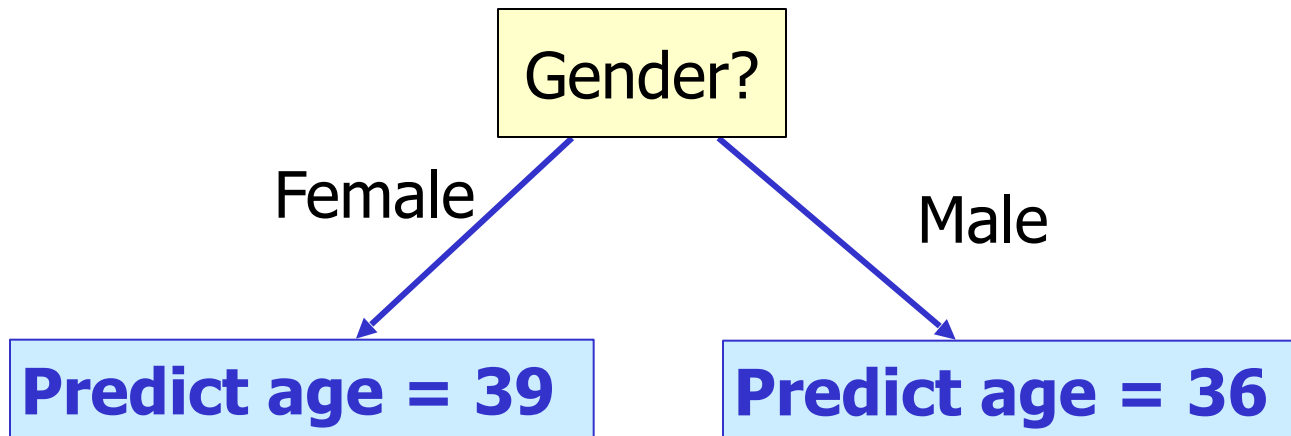 Gender?
Female
Male
Predict age = 39
Predict age = 36